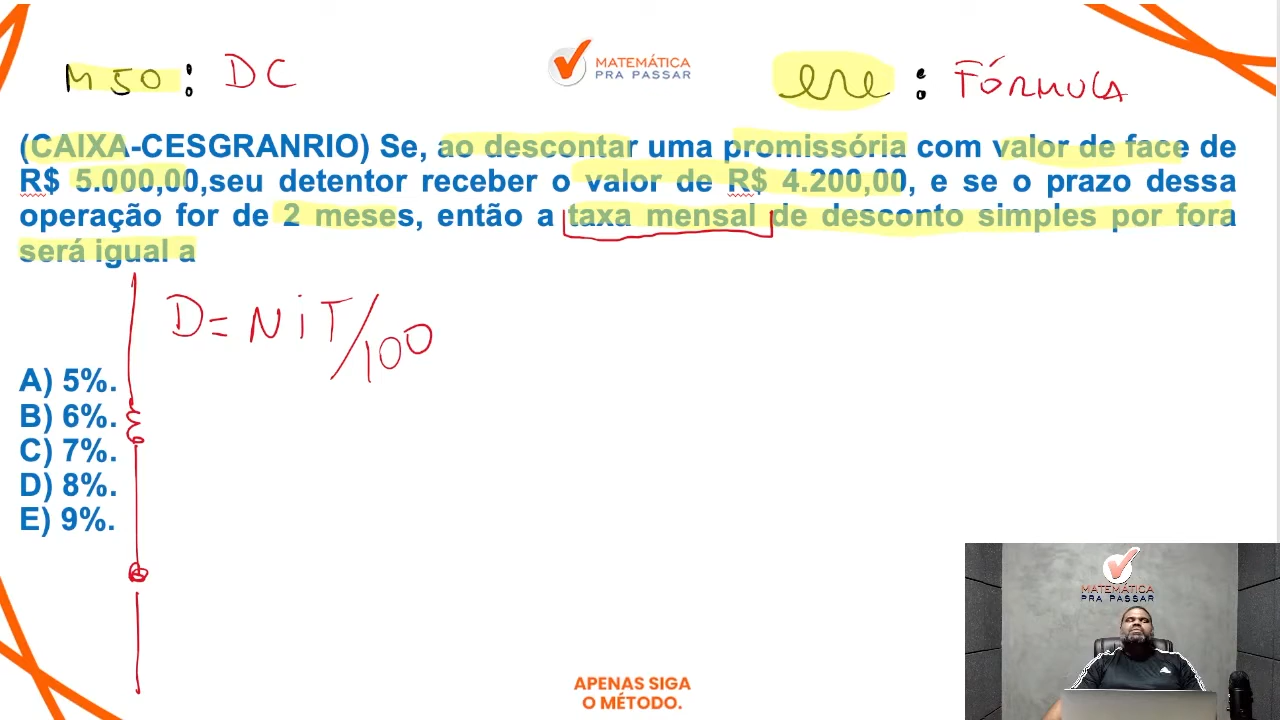 M50: DC
MATEMÁTICA
PRA PASSAR
: FÓRMULA
(CAIXA-CESGRANRIO) Se, ao descontar uma promissória com valor de face de
R$ 5.000,00,seu detentor receber o valor de R$ 4.200,00, e se o prazo dessa
operação for de 2 meses, então a taxa mensal de desconto simples por fora
será igual a
D = NiT/100
A) 5%.
B) 6%.
C) 7%.
D) 8%.
E) 9%.
MATEMÁTICA
PRA PASSAR
APENAS SIGA
O MÉTODO.